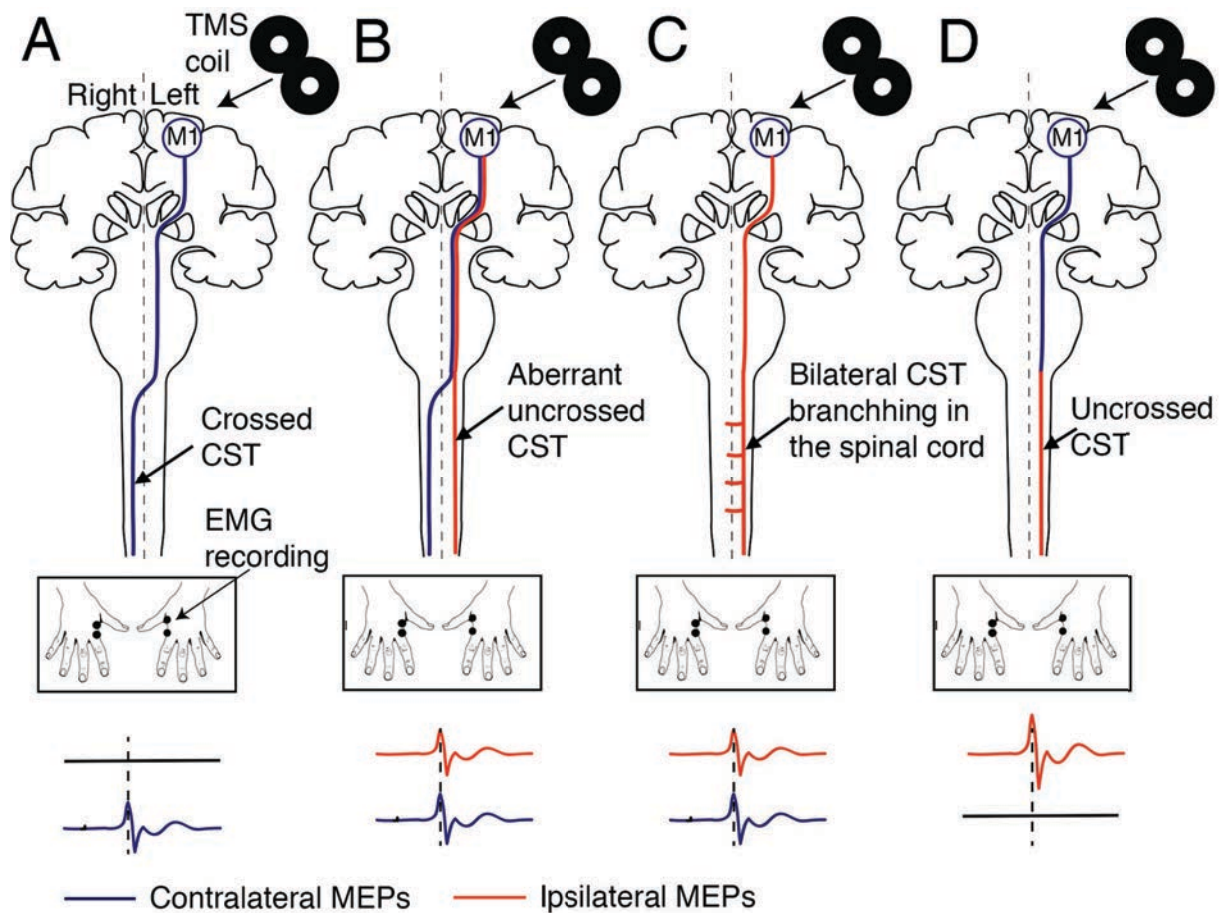 A
TMS
coil
Right Left
M1
Crossed
CST
EMG
recording
B
M1
Aberrant
uncrossed
CST
C
M1
Bilateral CST
branchhing in
the spinal cord
D
M1
Uncrossed
CST
Contralateral MEPs
Ipsilateral MEPs